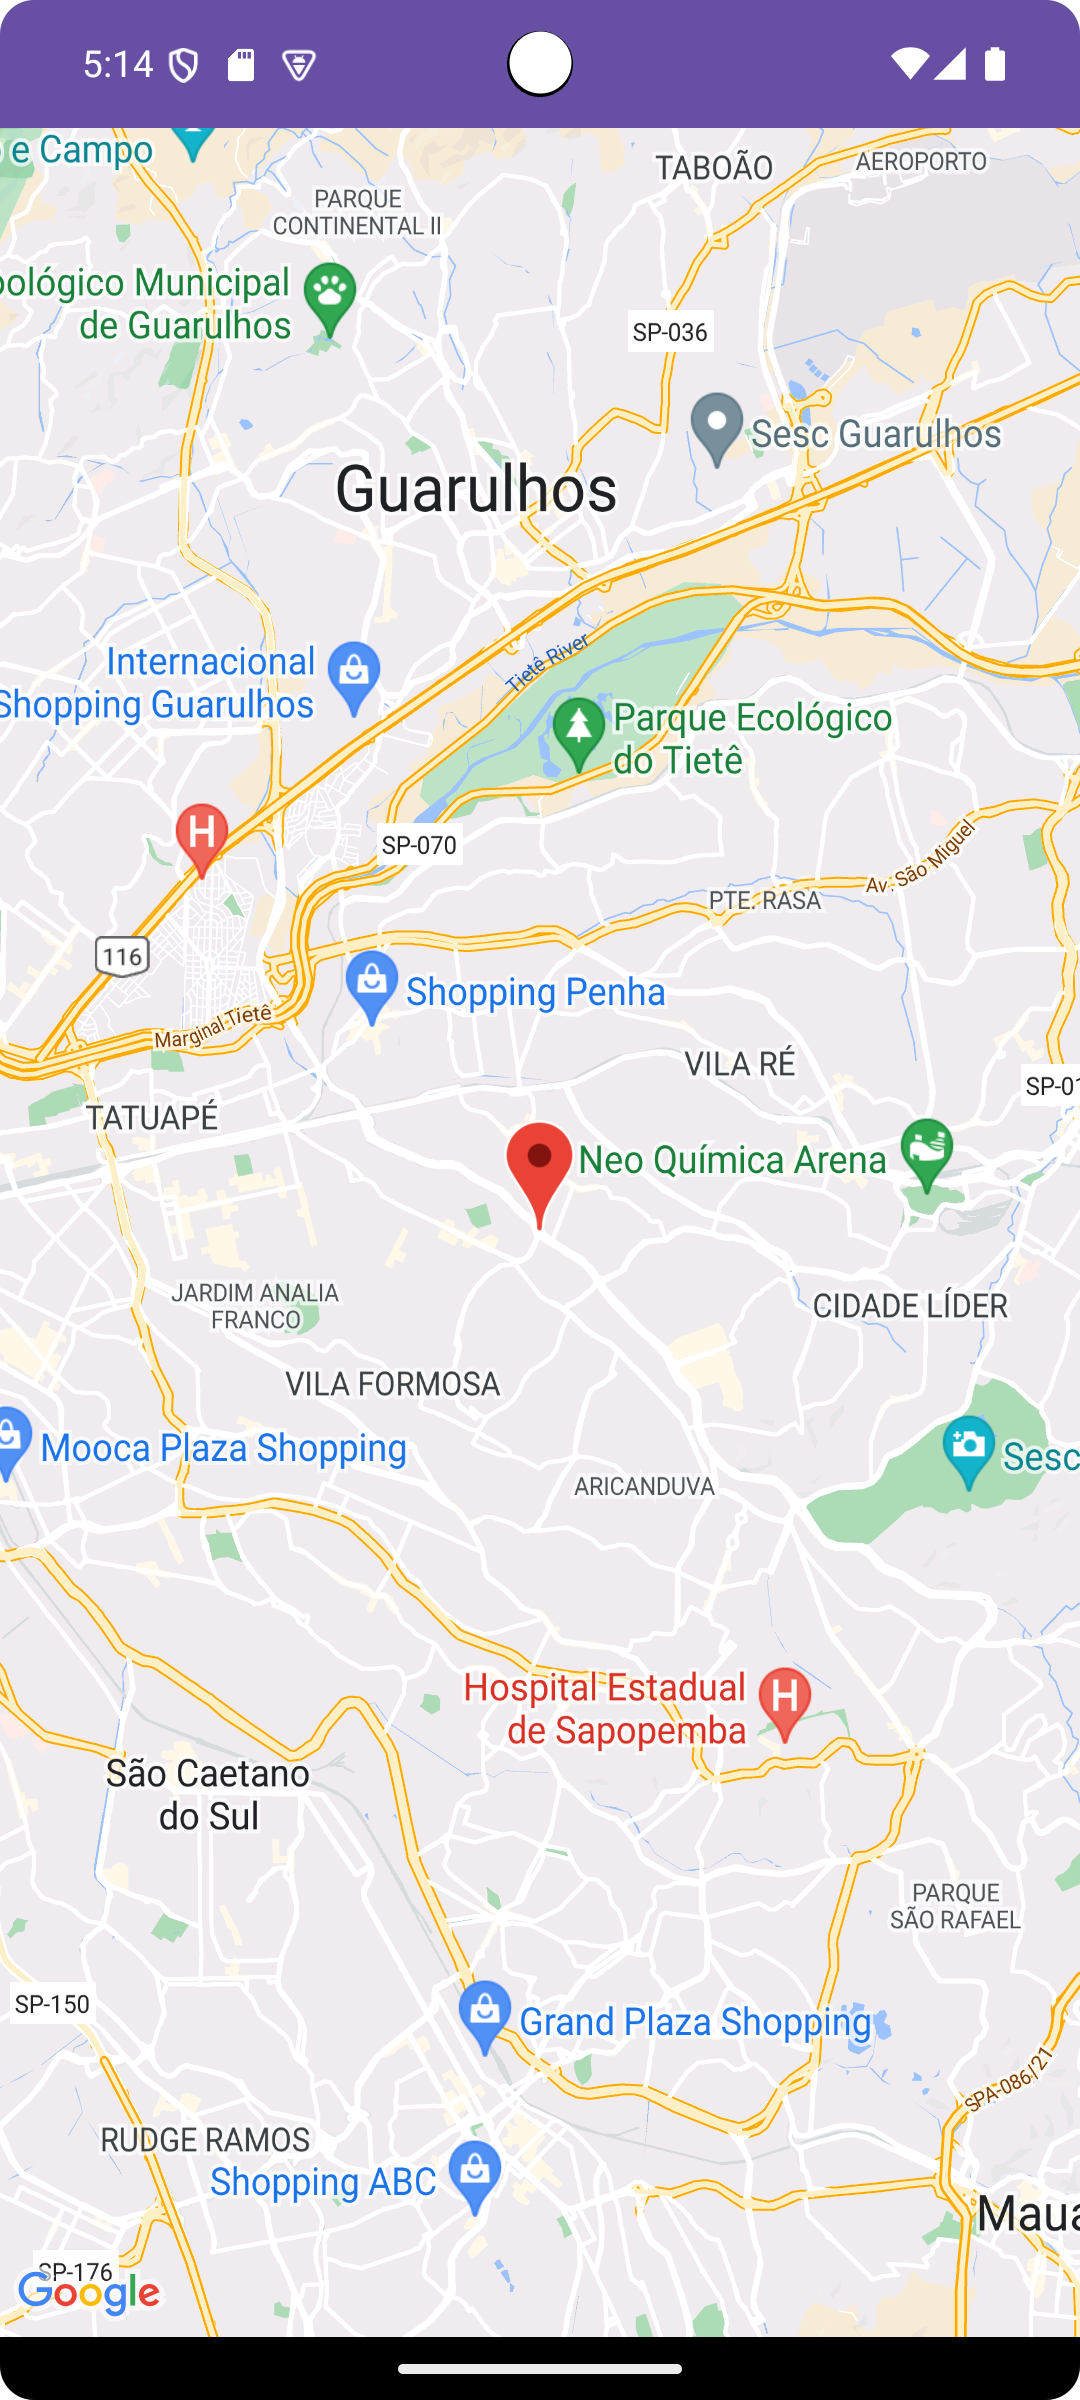 5:14
e Campo
TABOÃO
AEROPORTO
PARQUE
CONTINENTAL II
oológico Municipal
de Guarulhos
SP-036
Sesc Guarulhos
Guarulhos
Tietê River
Internacional
Shopping Guarulhos
Parque Ecológico
do Tietê
H
SP-070
Av. São Miguel
PTE. RASA
116
Shopping Penha
Marginal Tietê
VILA RÉ
SP-01
TATUAPÉ
Neo Química Arena
JARDIM ANALIA
FRANCO
CIDADE LÍDER
VILA FORMOSA
Mooca Plaza Shopping
Sesc
ARICANDUVA
Hospital Estadual
de Sapopemba
H
São Caetano
do Sul
PARQUE
SÃO RAFAEL
SP-150
Grand Plaza Shopping
SPA-086/21
RUDGE RAMOS
Shopping ABC
Maua
SP-176
Google